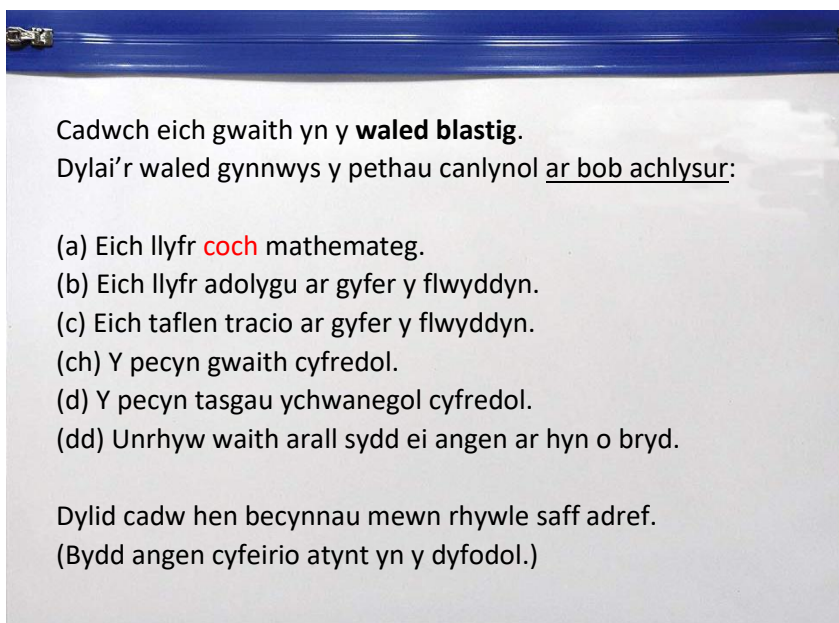 Cadwch eich gwaith yn y waled blastig.
Dylai'r waled gynnwys y pethau canlynol ar bob achlysur:
(a) Eich llyfr coch mathemateg.
(b) Eich llyfr adolygu ar gyfer y flwyddyn.
(c) Eich taflen tracio ar gyfer y flwyddyn.
(ch) Y pecyn gwaith cyfredol.
(d) Y pecyn tasgau ychwanegol cyfredol.
(dd) Unrhyw waith arall sydd ei angen ar hyn o bryd.
Dylid cadw hen becynnau mewn rhywle saff adref.
(Bydd angen cyfeirio atynt yn y dyfodol.)